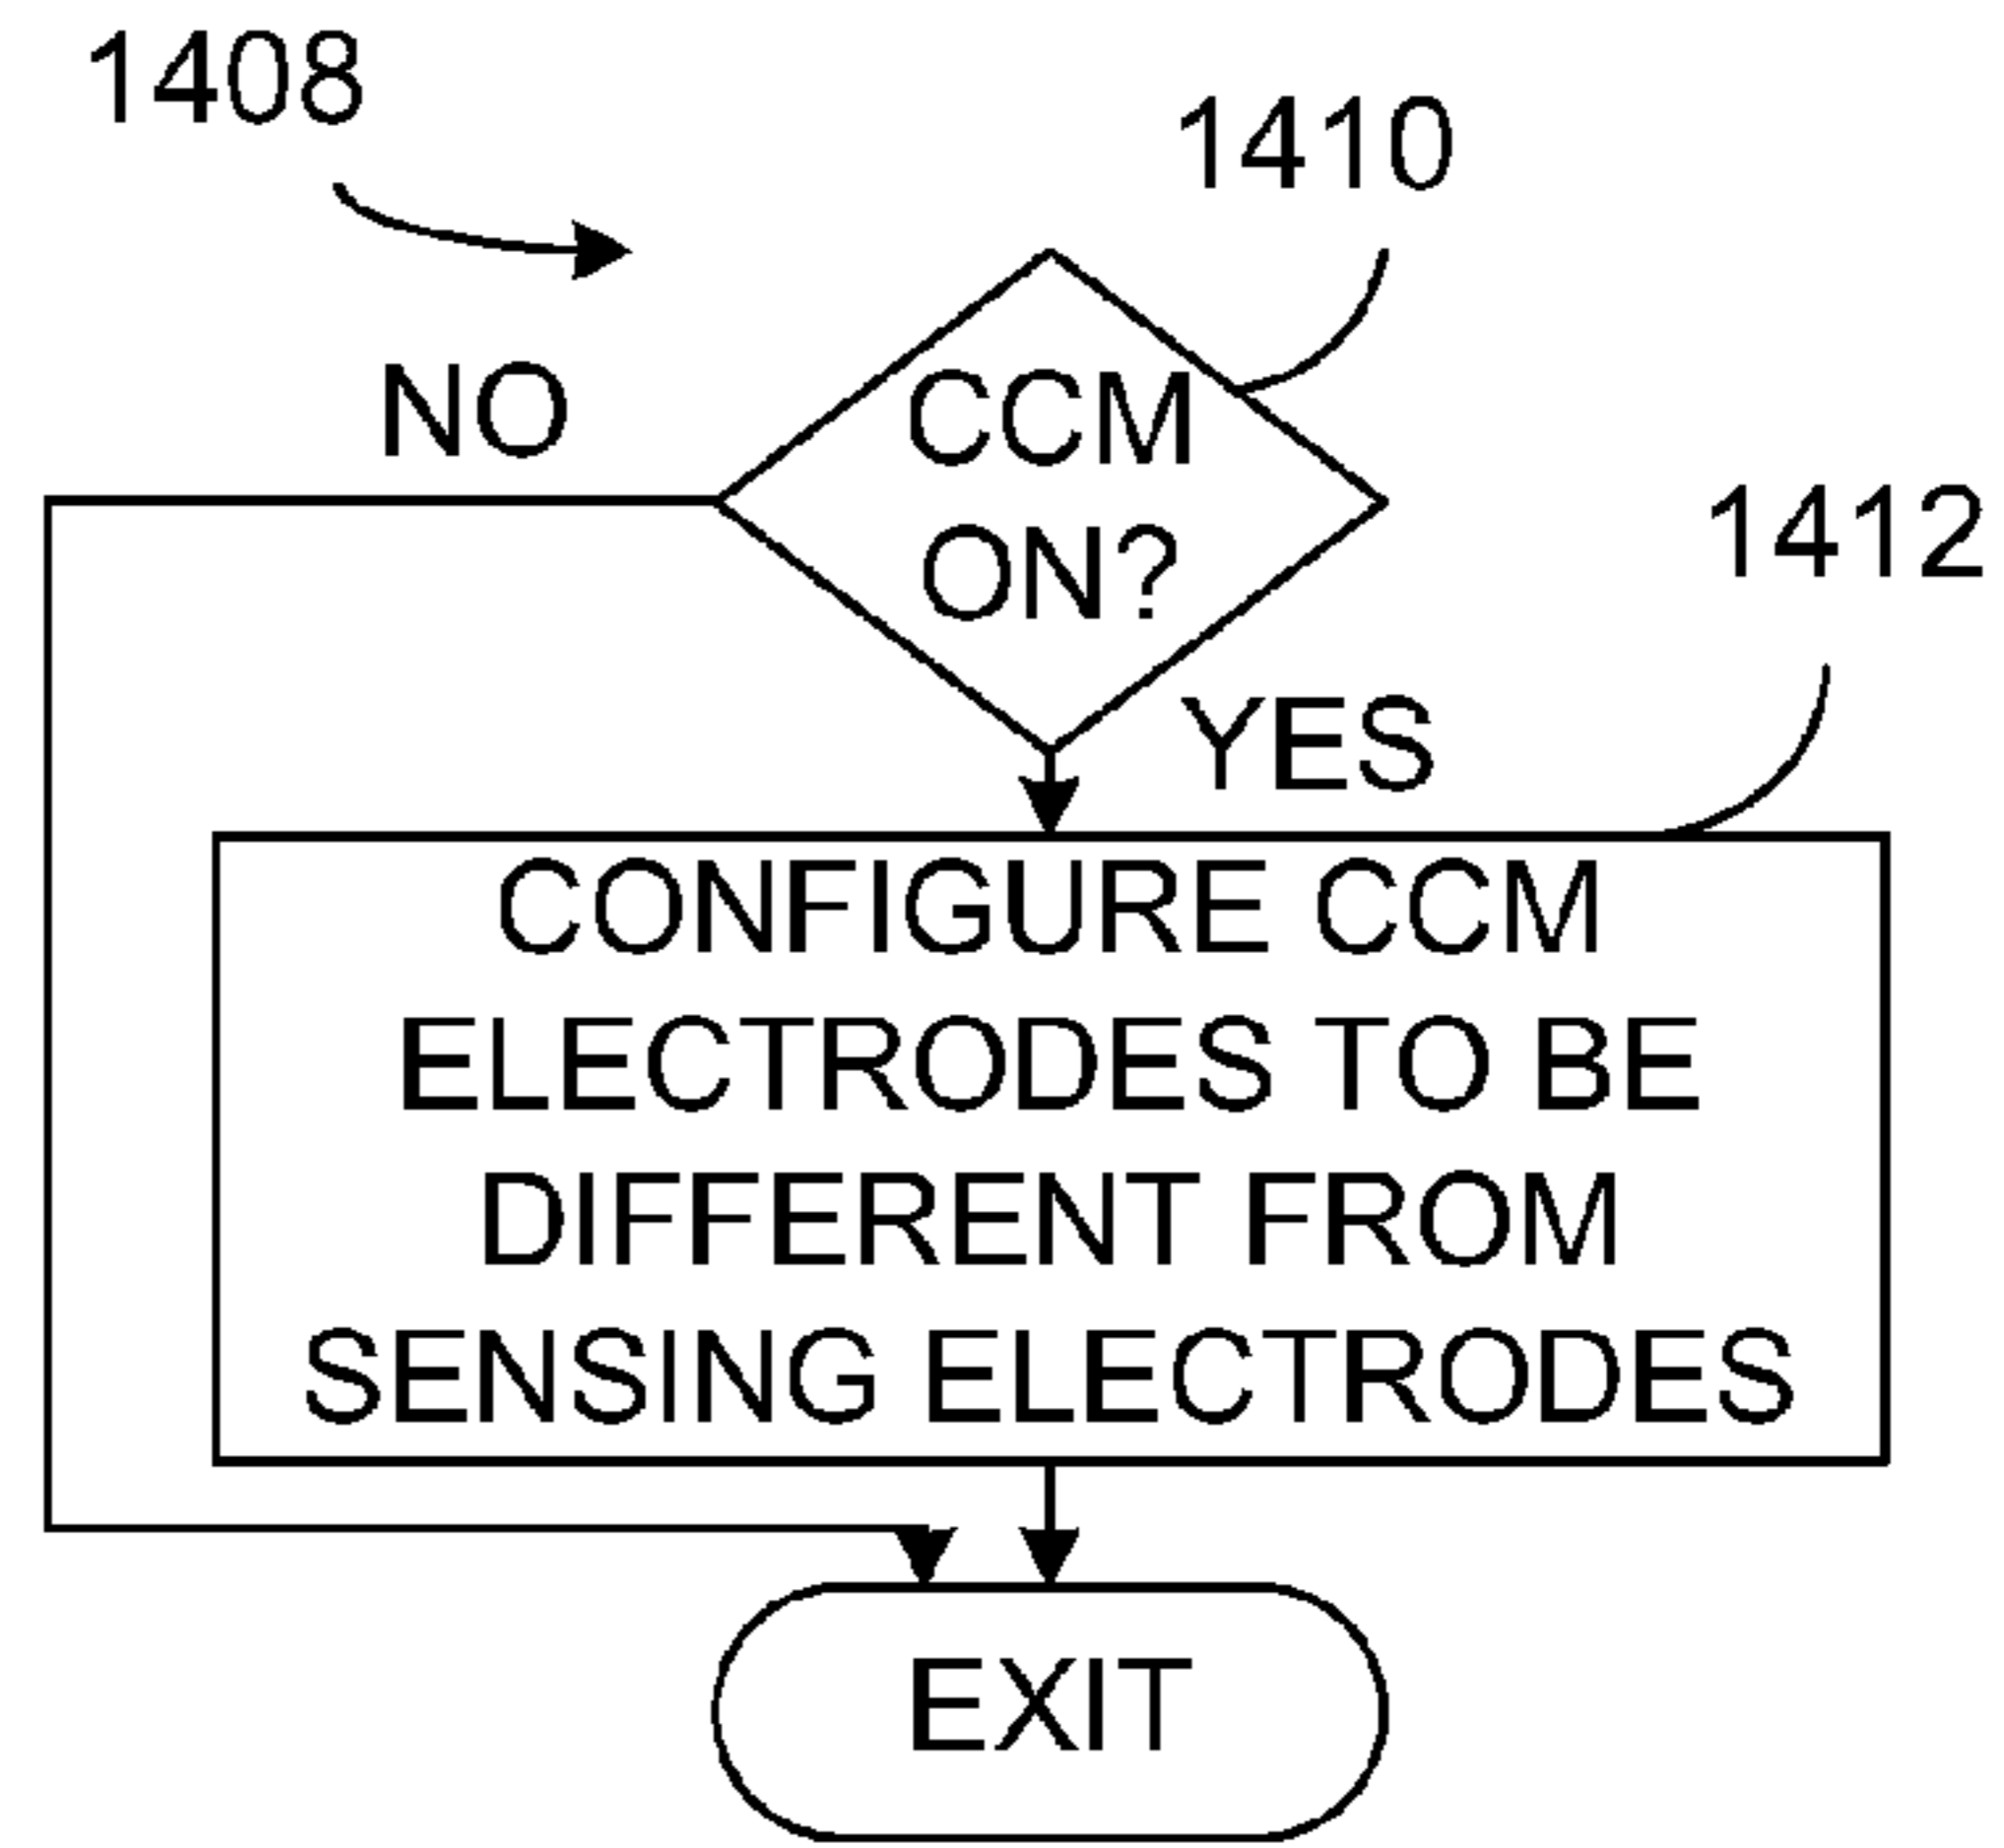 1408
1410
NO
CCM
ON?
1412
YES
CONFIGURE CCM
ELECTRODES TO BE
DIFFERENT FROM
SENSING ELECTRODES
EXIT